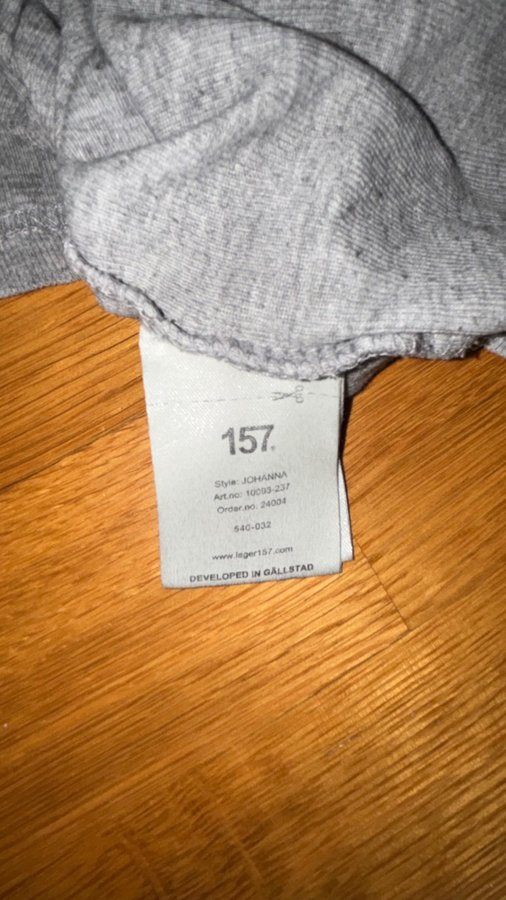 157.
Style: JOHANNA
Art.no: 10093-237
Order.no. 24004
540-032
www.lager157.com
DEVELOPED IN GÄLLSTAD